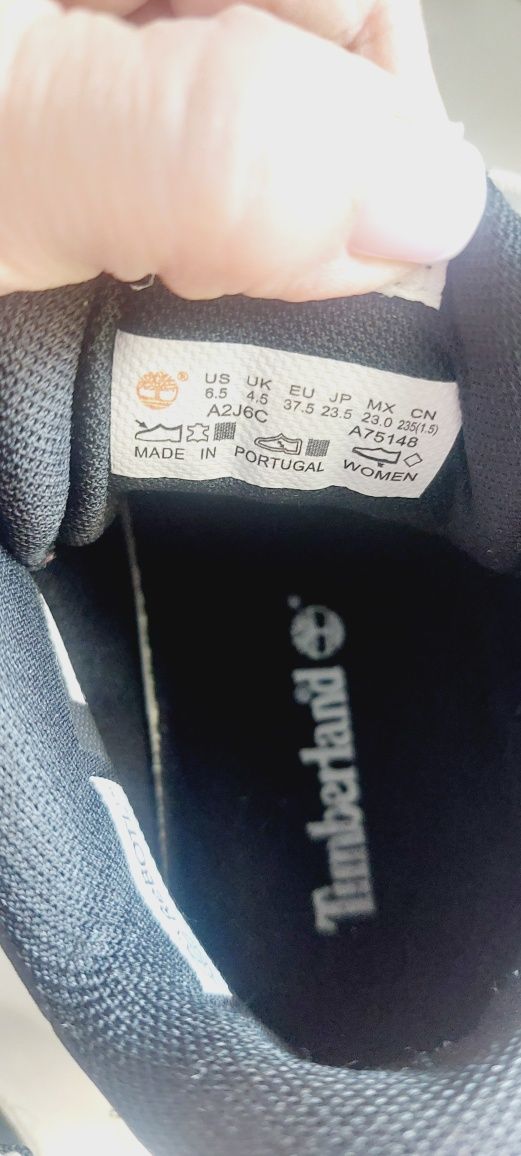 ®
US UK EU JP MX CN
6.5 4.5 37.5 23.5 23.0 235(1.5)
A2J6C A75148
MADE IN PORTUGAL WOMEN
Timberland